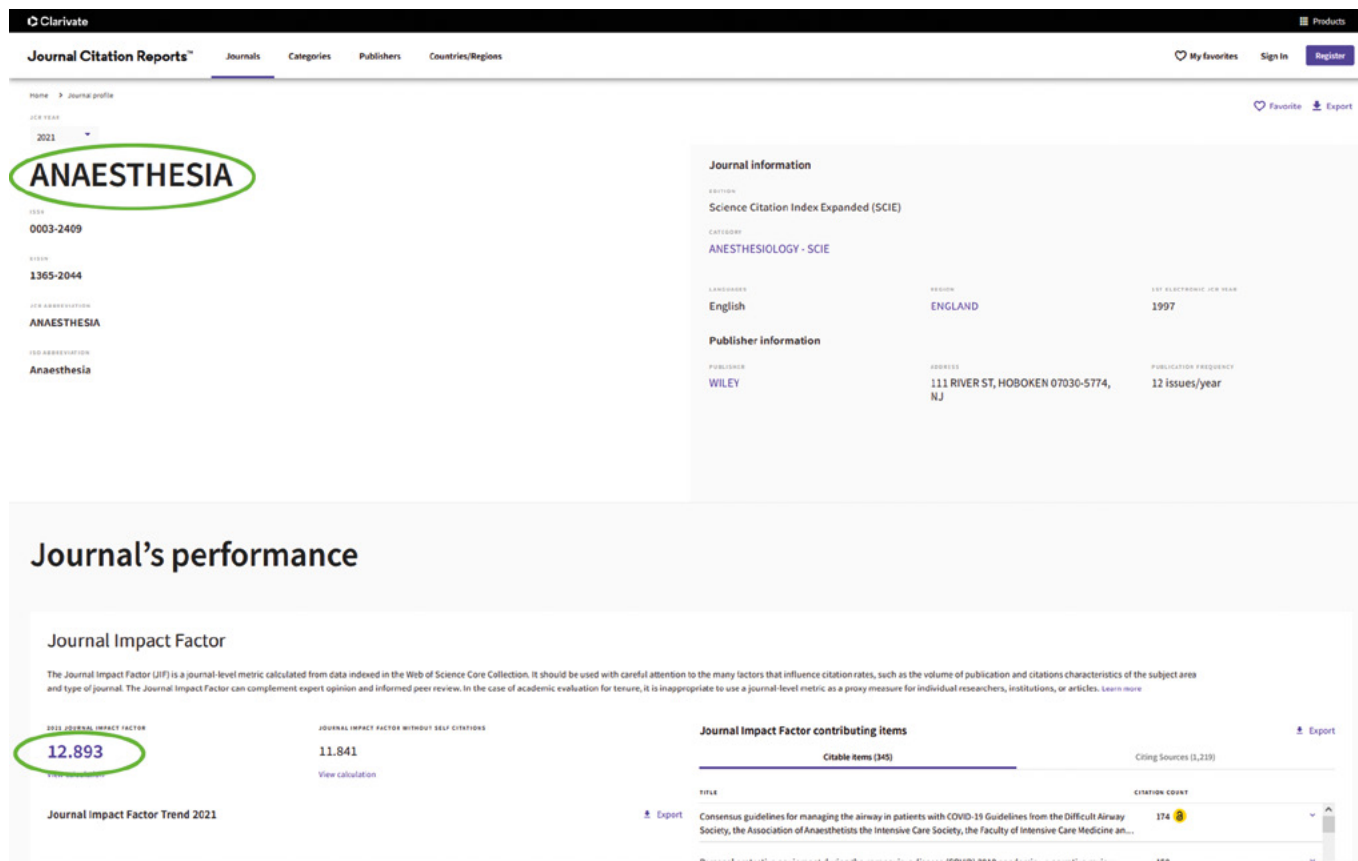 Clarivate
Products
Journal Citation Reports™
Journals
Categories
Publishers
Countries/Regions
My favorites
Sign In
Register
Home > Journal profile
Favorite
Export
JCR YEAR
2021
ANAESTHESIA
ISSN
0003-2409
EISSN
1365-2044
JCR ABBREVIATION
ANAESTHESIA
ISO ABBREVIATION
Anaesthesia
Journal information
EDITION
Science Citation Index Expanded (SCIE)
CATEGORY
ANESTHESIOLOGY - SCIE
LANGUAGES
REGION
1ST ELECTRONIC JCR YEAR
English
ENGLAND
1997
Publisher information
PUBLISHER
ADDRESS
PUBLICATION FREQUENCY
WILEY
111 RIVER ST, HOBOKEN 07030-5774,
NJ
12 issues/year
Journal's performance
Journal Impact Factor
The Journal Impact Factor (JIF) is a journal-level metric calculated from data indexed in the Web of Science Core Collection. It should be used with careful attention to the many factors that influence citation rates, such as the volume of publication and citations characteristics of the subject area
and type of journal. The Journal Impact Factor can complement expert opinion and informed peer review. In the case of academic evaluation for tenure, it is inappropriate to use a journal-level metric as a proxy measure for individual researchers, institutions, or articles. Learn more
2021 JOURNAL IMPACT FACTOR
12.893
View calculation
JOURNAL IMPACT FACTOR WITHOUT SELF CITATIONS
11.841
View calculation
Journal Impact Factor Trend 2021
Export
Journal Impact Factor contributing items
Export
Citable items (345)
Citing Sources (1,219)
TITLE
CITATION COUNT
Consensus guidelines for managing the airway in patients with COVID-19 Guidelines from the Difficult Airway
Society, the Association of Anaesthetists the Intensive Care Society, the Faculty of Intensive Care Medicine an...
174